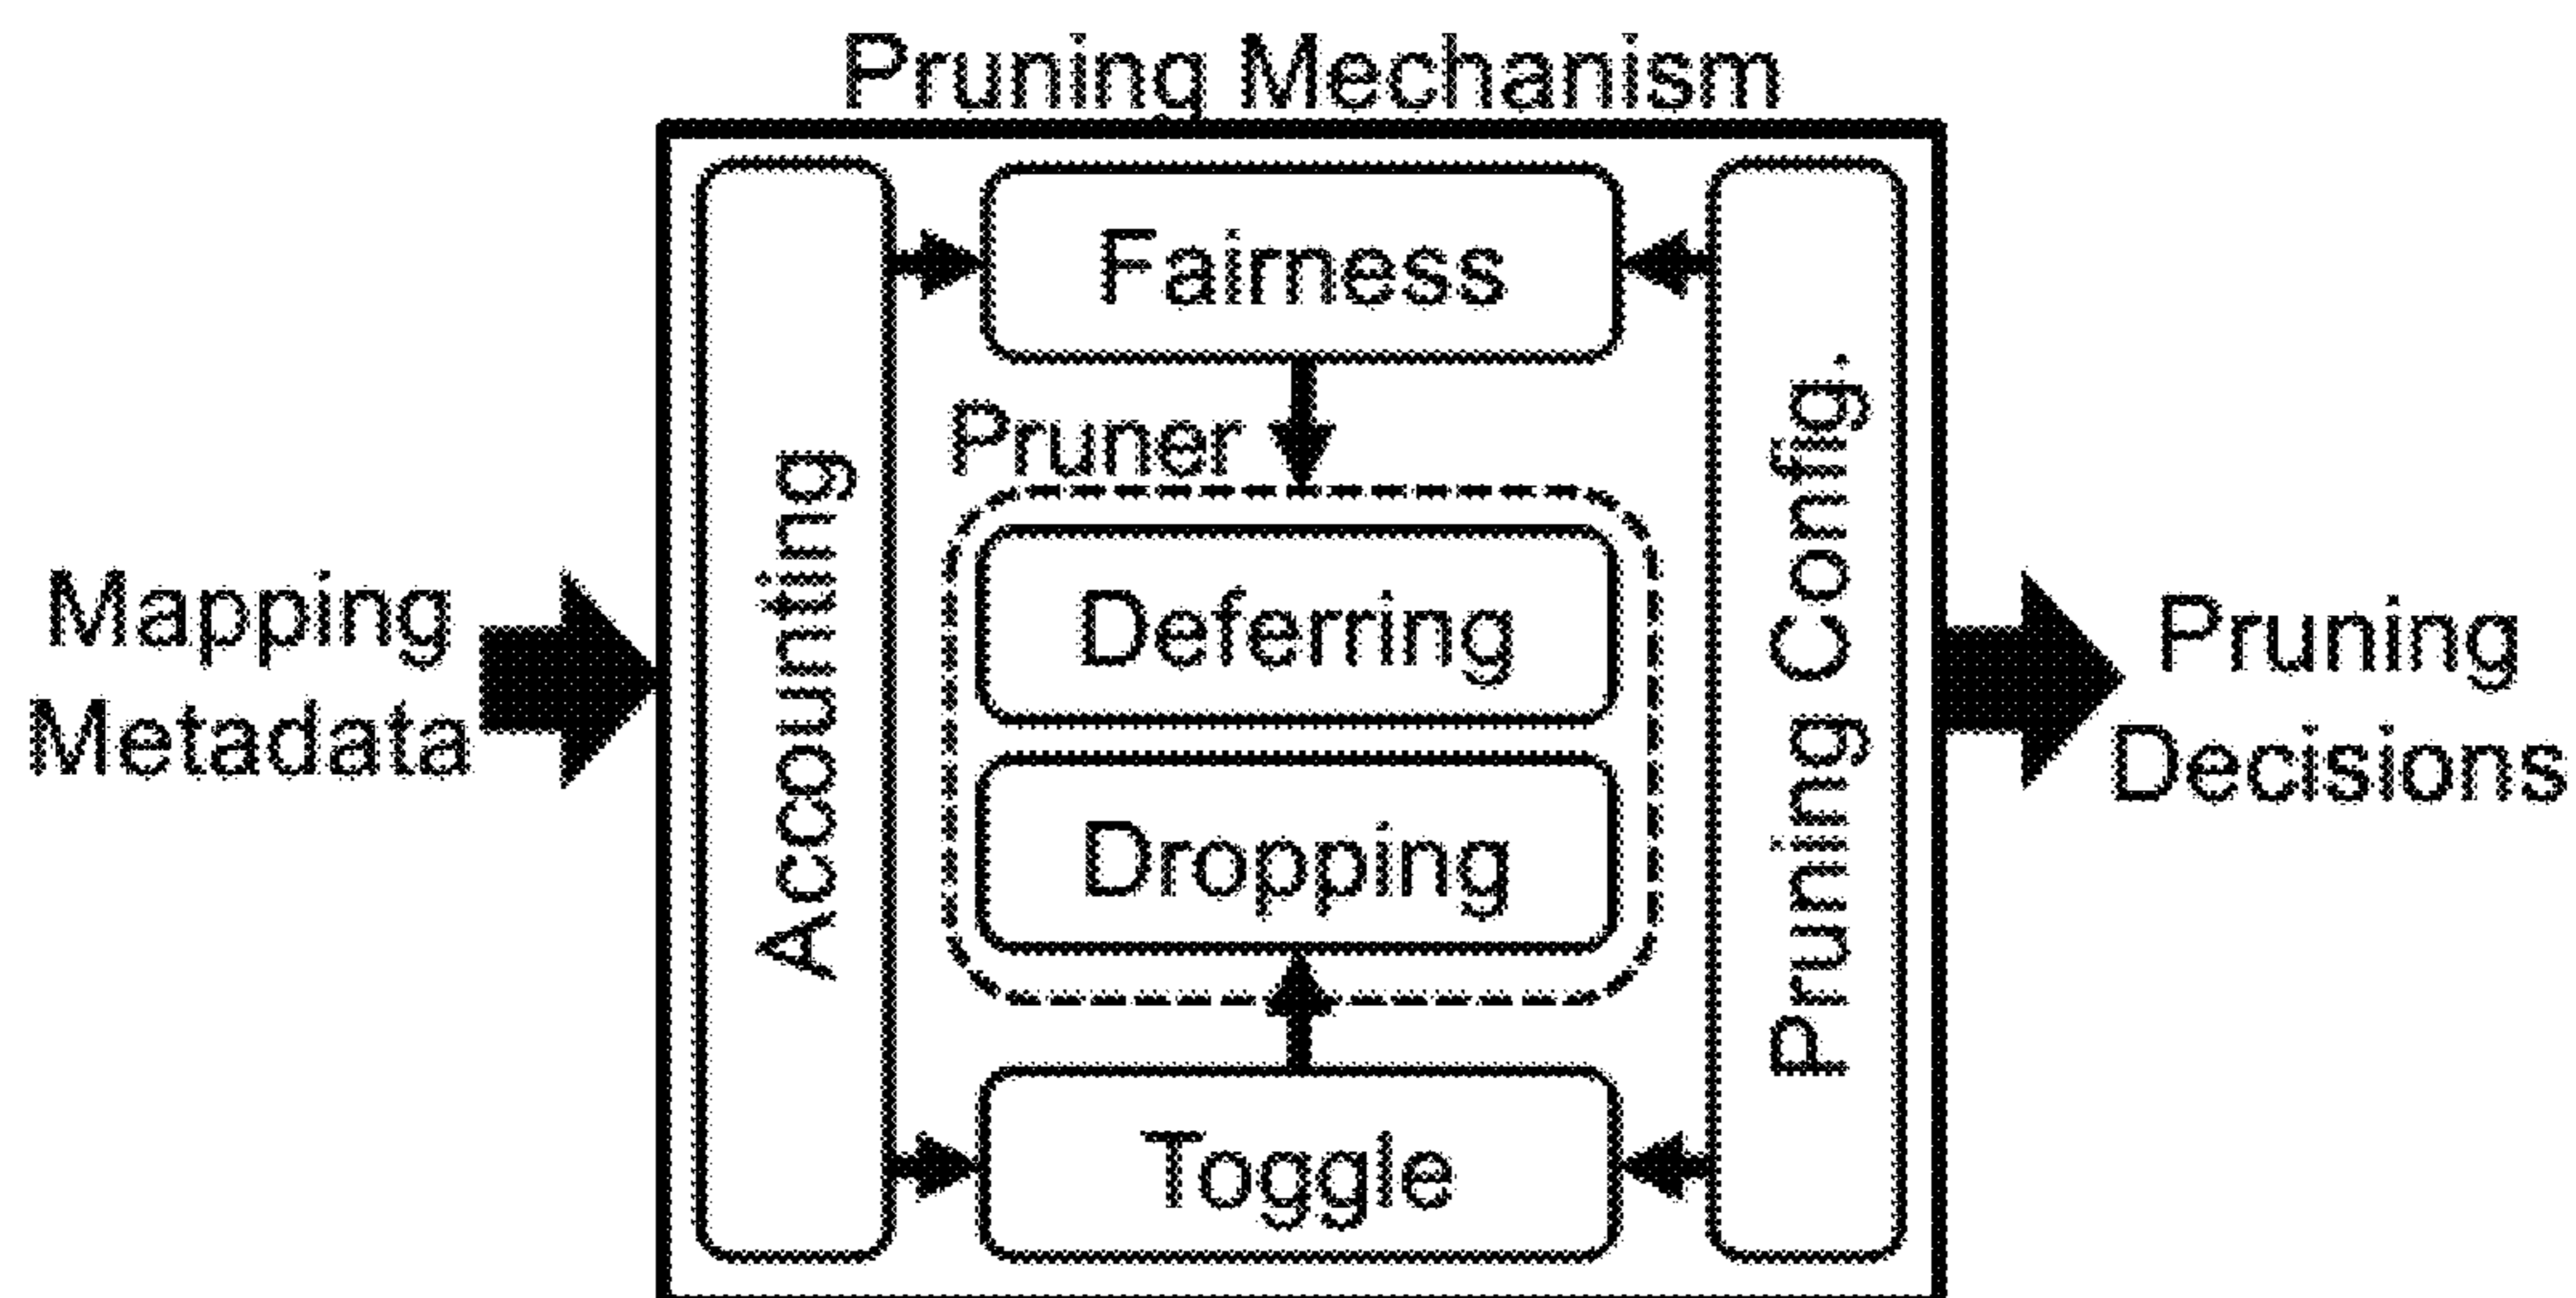 Pruning Mechanism
Mapping
Metadata
Accounting
Fairness
Pruner
Deferring
Dropping
Toggle
Pruning Config.
Pruning
Decisions